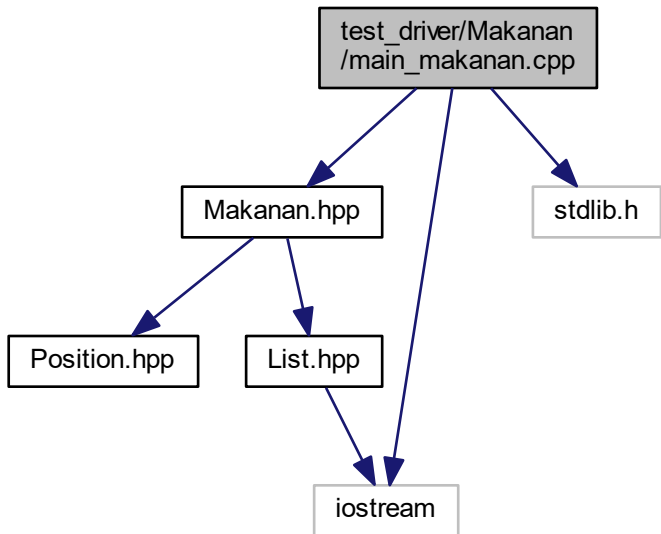 test_driver/Makanan
/main_makanan.cpp
Makanan.hpp
stdlib.h
Position.hpp
List.hpp
iostream